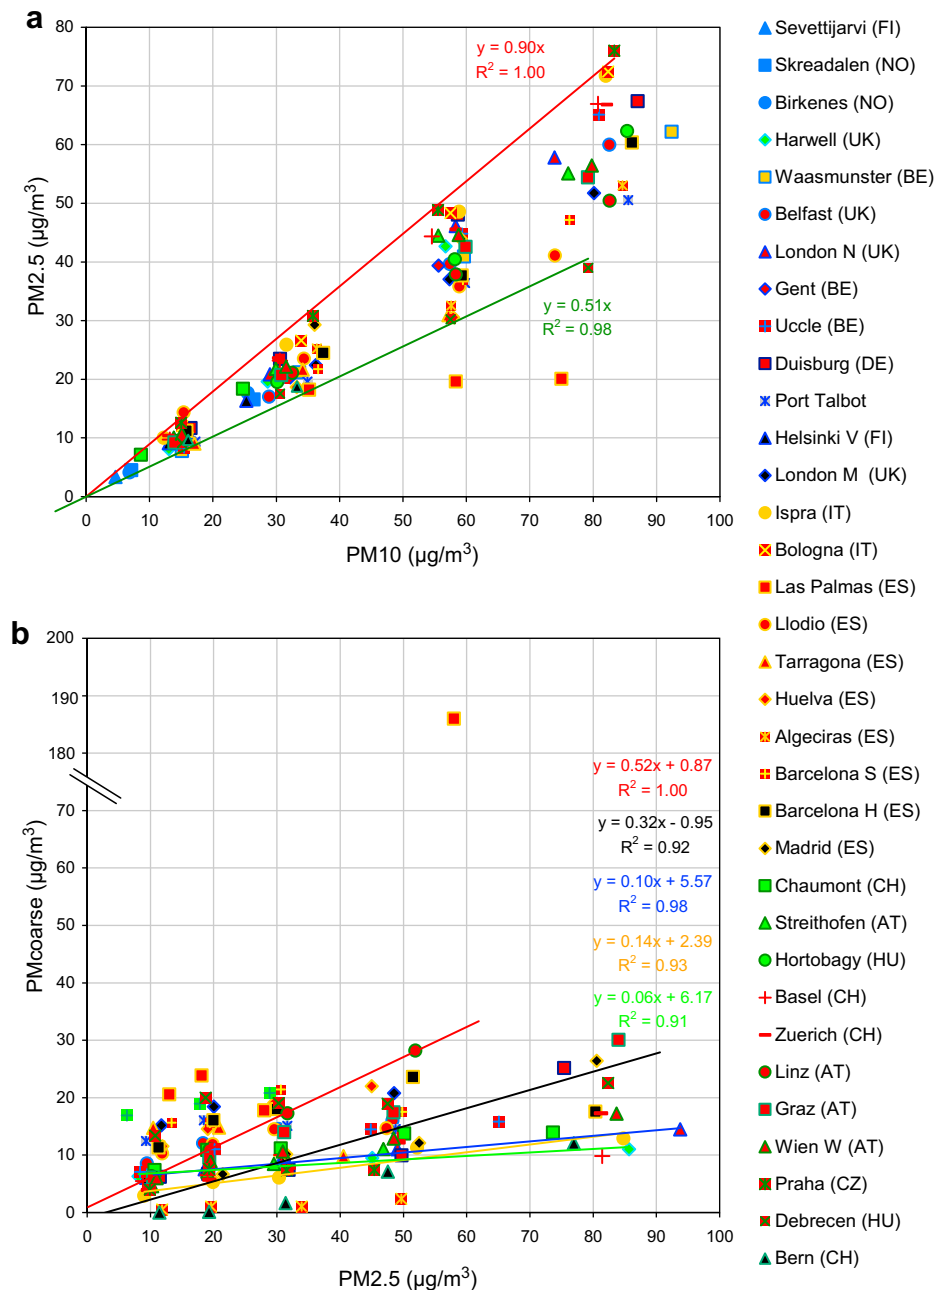 a
80
70
60
50
40
30
20
10
0
PM2.5 (µg/m³)
y = 0.90x
R² = 1.00
y = 0.51x
R² = 0.98
0 10 20 30 40 50 60 70 80 90 100
PM10 (µg/m³)
b
200
190
180
70
60
50
40
30
20
10
0
PMcoarse (µg/m³)
y = 0.52x + 0.87
R² = 1.00
y = 0.32x - 0.95
R² = 0.92
y = 0.10x + 5.57
R² = 0.98
y = 0.14x + 2.39
R² = 0.93
y = 0.06x + 6.17
R² = 0.91
0 10 20 30 40 50 60 70 80 90 100
PM2.5 (µg/m³)
Sevettijarvi (FI)
Skreadalen (NO)
Birkenes (NO)
Harwell (UK)
Waasmunster (BE)
Belfast (UK)
London N (UK)
Gent (BE)
Uccle (BE)
Duisburg (DE)
Port Talbot
Helsinki V (FI)
London M (UK)
Ispra (IT)
Bologna (IT)
Las Palmas (ES)
Llodio (ES)
Tarragona (ES)
Huelva (ES)
Algeciras (ES)
Barcelona S (ES)
Barcelona H (ES)
Madrid (ES)
Chaumont (CH)
Streithofen (AT)
Hortobagy (HU)
Basel (CH)
Zuerich (CH)
Linz (AT)
Graz (AT)
Wien W (AT)
Praha (CZ)
Debrecen (HU)
Bern (CH)